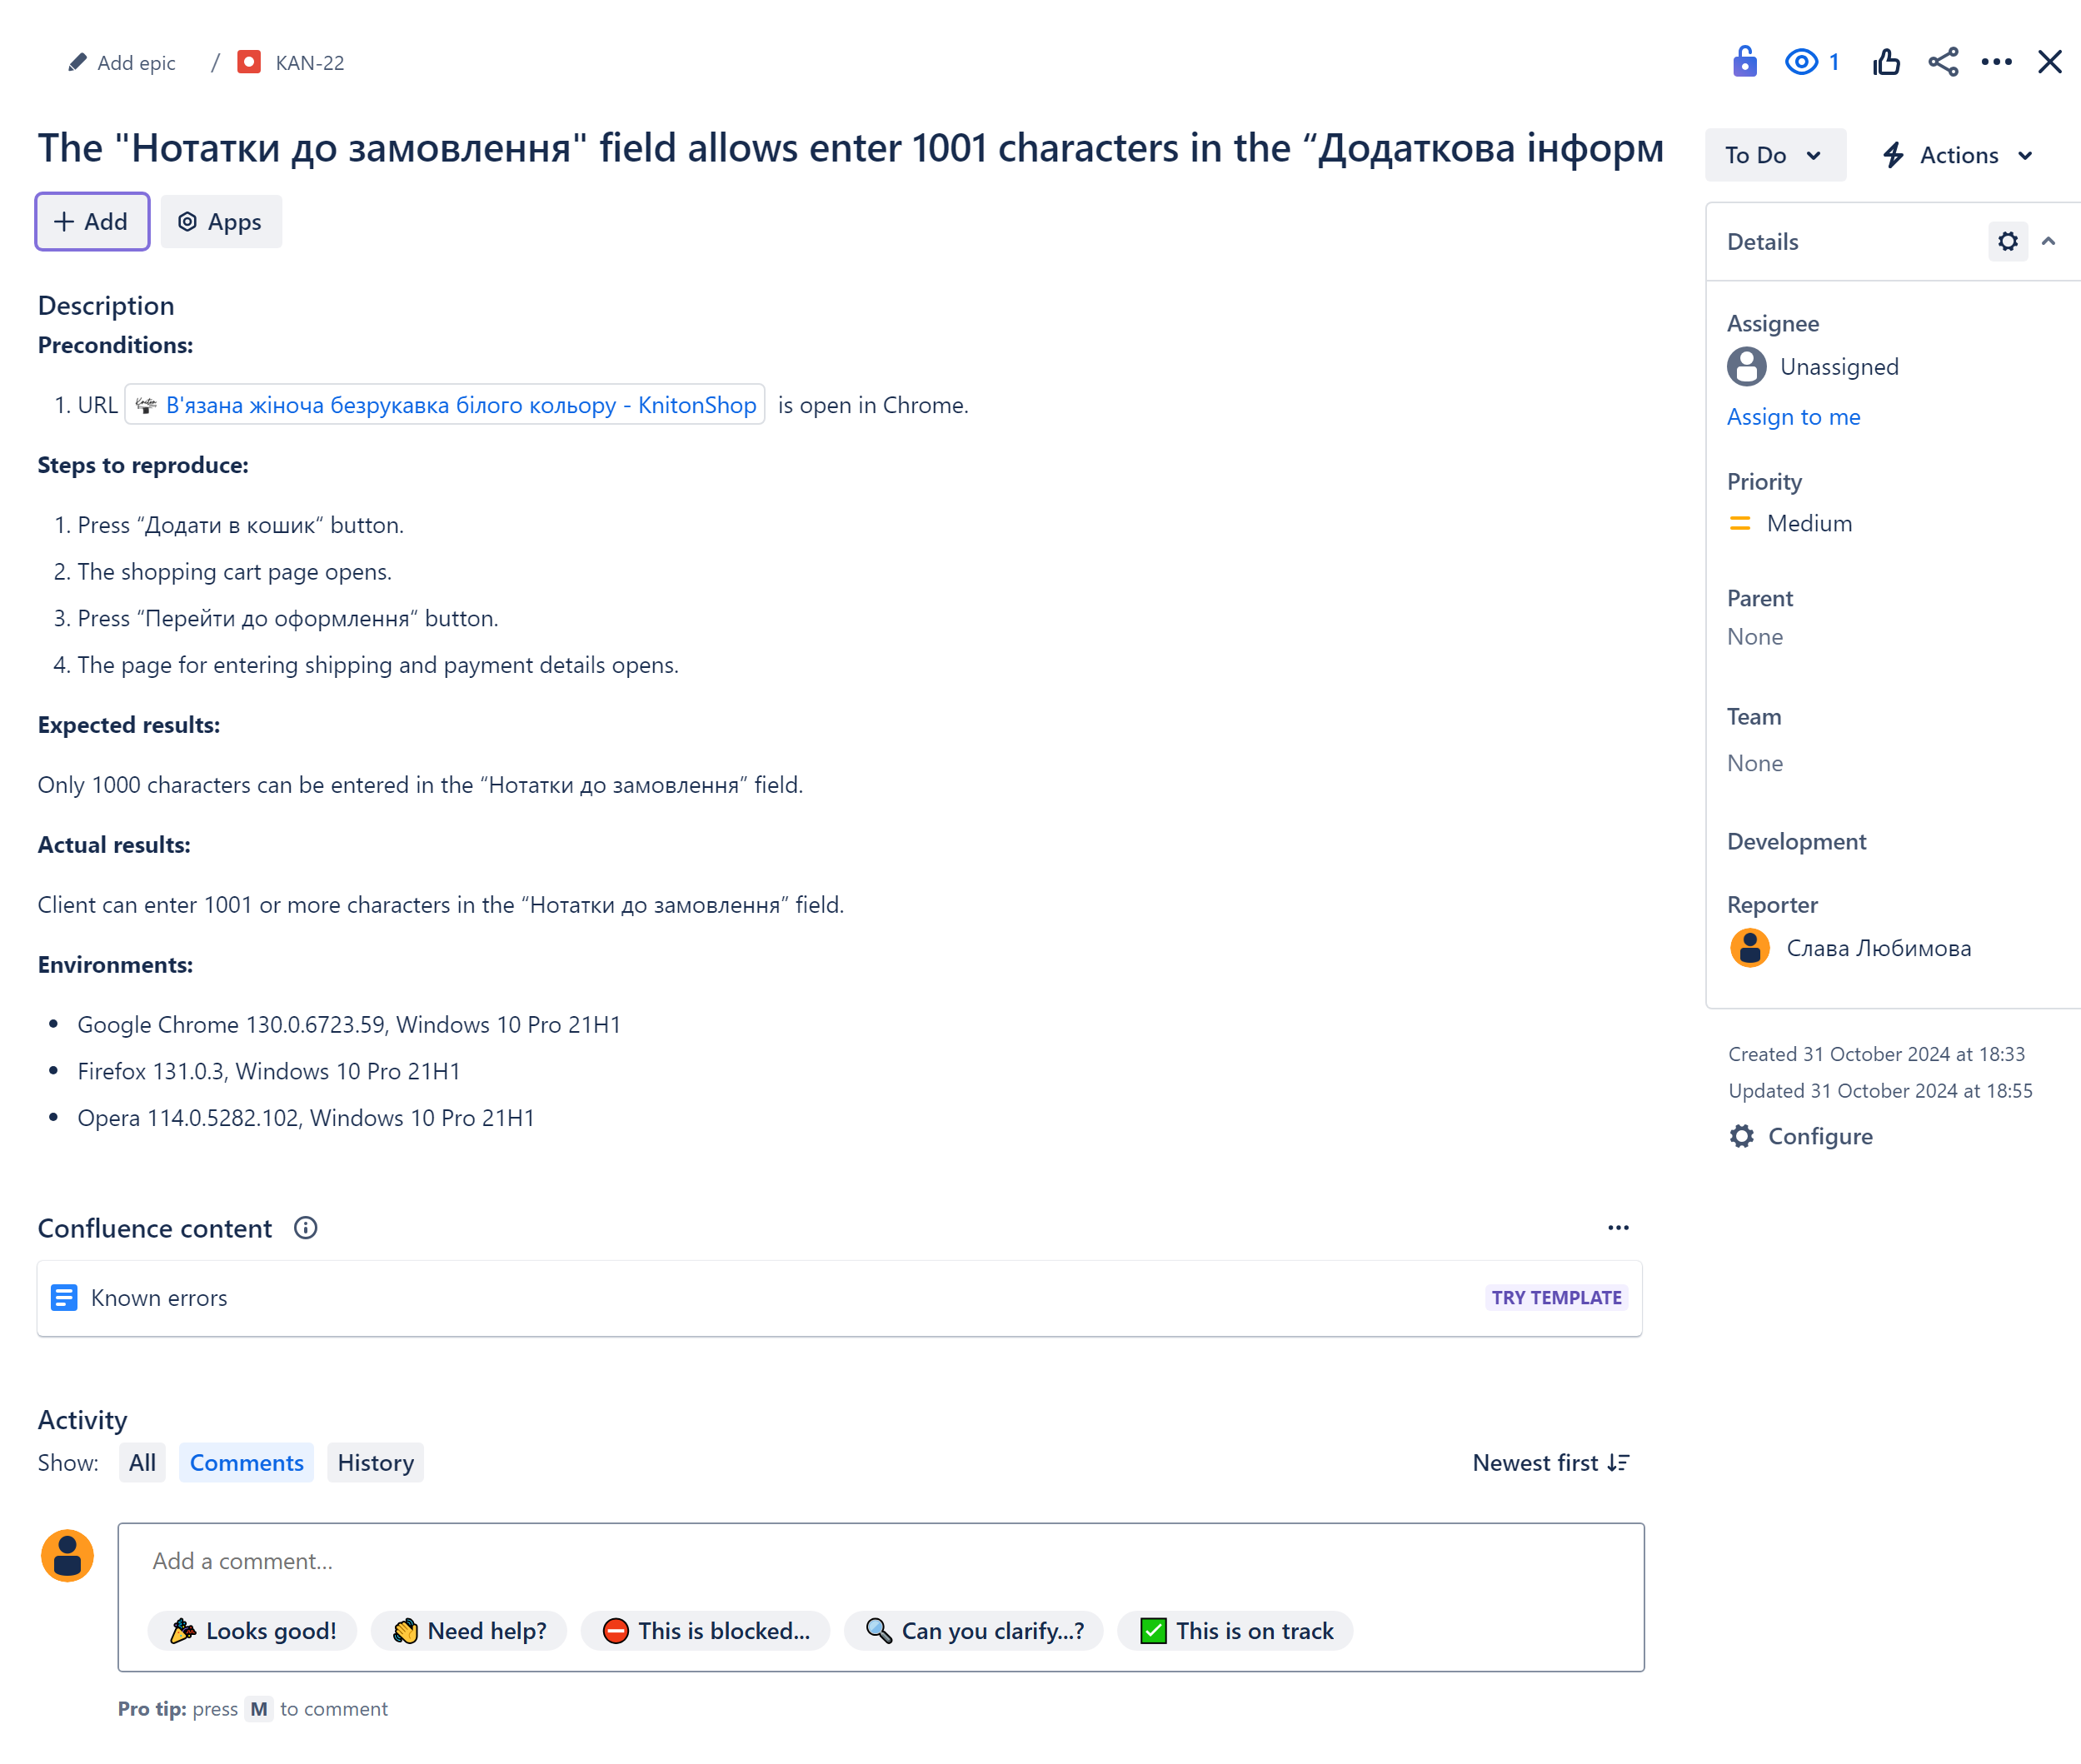 Add epic / KAN-22
1
The "Нотатки до замовлення" field allows enter 1001 characters in the “Додаткова інформ
To Do
Actions
Add
Apps
Details
Description
Preconditions:
1. URL В'язана жіноча безрукавка білого кольору - KnitonShop is open in Chrome.
Steps to reproduce:
1. Press “Додати в кошик“ button.
2. The shopping cart page opens.
3. Press “Перейти до оформлення“ button.
4. The page for entering shipping and payment details opens.
Expected results:
Only 1000 characters can be entered in the “Нотатки до замовлення” field.
Actual results:
Client can enter 1001 or more characters in the “Нотатки до замовлення” field.
Environments:
Google Chrome 130.0.6723.59, Windows 10 Pro 21H1
Firefox 131.0.3, Windows 10 Pro 21H1
Opera 114.0.5282.102, Windows 10 Pro 21H1
Assignee
Unassigned
Assign to me
Priority
Medium
Parent
None
Team
None
Development
Reporter
Слава Любимова
Created 31 October 2024 at 18:33
Updated 31 October 2024 at 18:55
Configure
Confluence content
Known errors
TRY TEMPLATE
Activity
Show: All Comments History
Newest first
Add a comment...
Looks good! Need help? This is blocked... Can you clarify...? This is on track
Pro tip: press M to comment